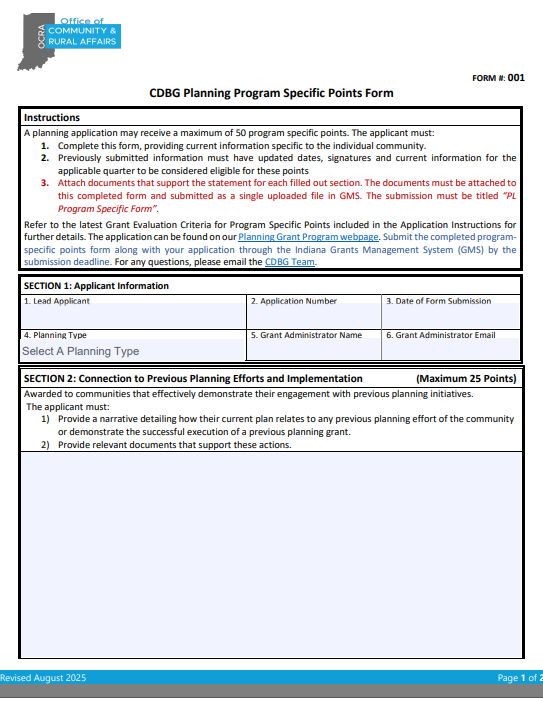 Office of
OCRA
COMMUNITY &
RURAL AFFAIRS
FORM #: 001
CDBG Planning Program Specific Points Form
Instructions
A planning application may receive a maximum of 50 program specific points. The applicant must:
1. Complete this form, providing current information specific to the individual community.
2. Previously submitted information must have updated dates, signatures and current information for the
applicable quarter to be considered eligible for these points
3. Attach documents that support the statement for each filled out section. The documents must be attached to
this completed form and submitted as a single uploaded file in GMS. The submission must be titled "PL
Program Specific Form".
Refer to the latest Grant Evaluation Criteria for Program Specific Points included in the Application Instructions for
further details. The application can be found on our Planning Grant Program webpage. Submit the completed program-
specific points form along with your application through the Indiana Grants Management System (GMS) by the
submission deadline. For any questions, please email the CDBG Team.
SECTION 1: Applicant Information
1. Lead Applicant
2. Application Number
3. Date of Form Submission
4. Planning Type
5. Grant Administrator Name
6. Grant Administrator Email
Select A Planning Type
SECTION 2: Connection to Previous Planning Efforts and Implementation (Maximum 25 Points)
Awarded to communities that effectively demonstrate their engagement with previous planning initiatives.
The applicant must:
1) Provide a narrative detailing how their current plan relates to any previous planning effort of the community
or demonstrate the successful execution of a previous planning grant.
2) Provide relevant documents that support these actions.
Revised August 2025
Page 1 of 2